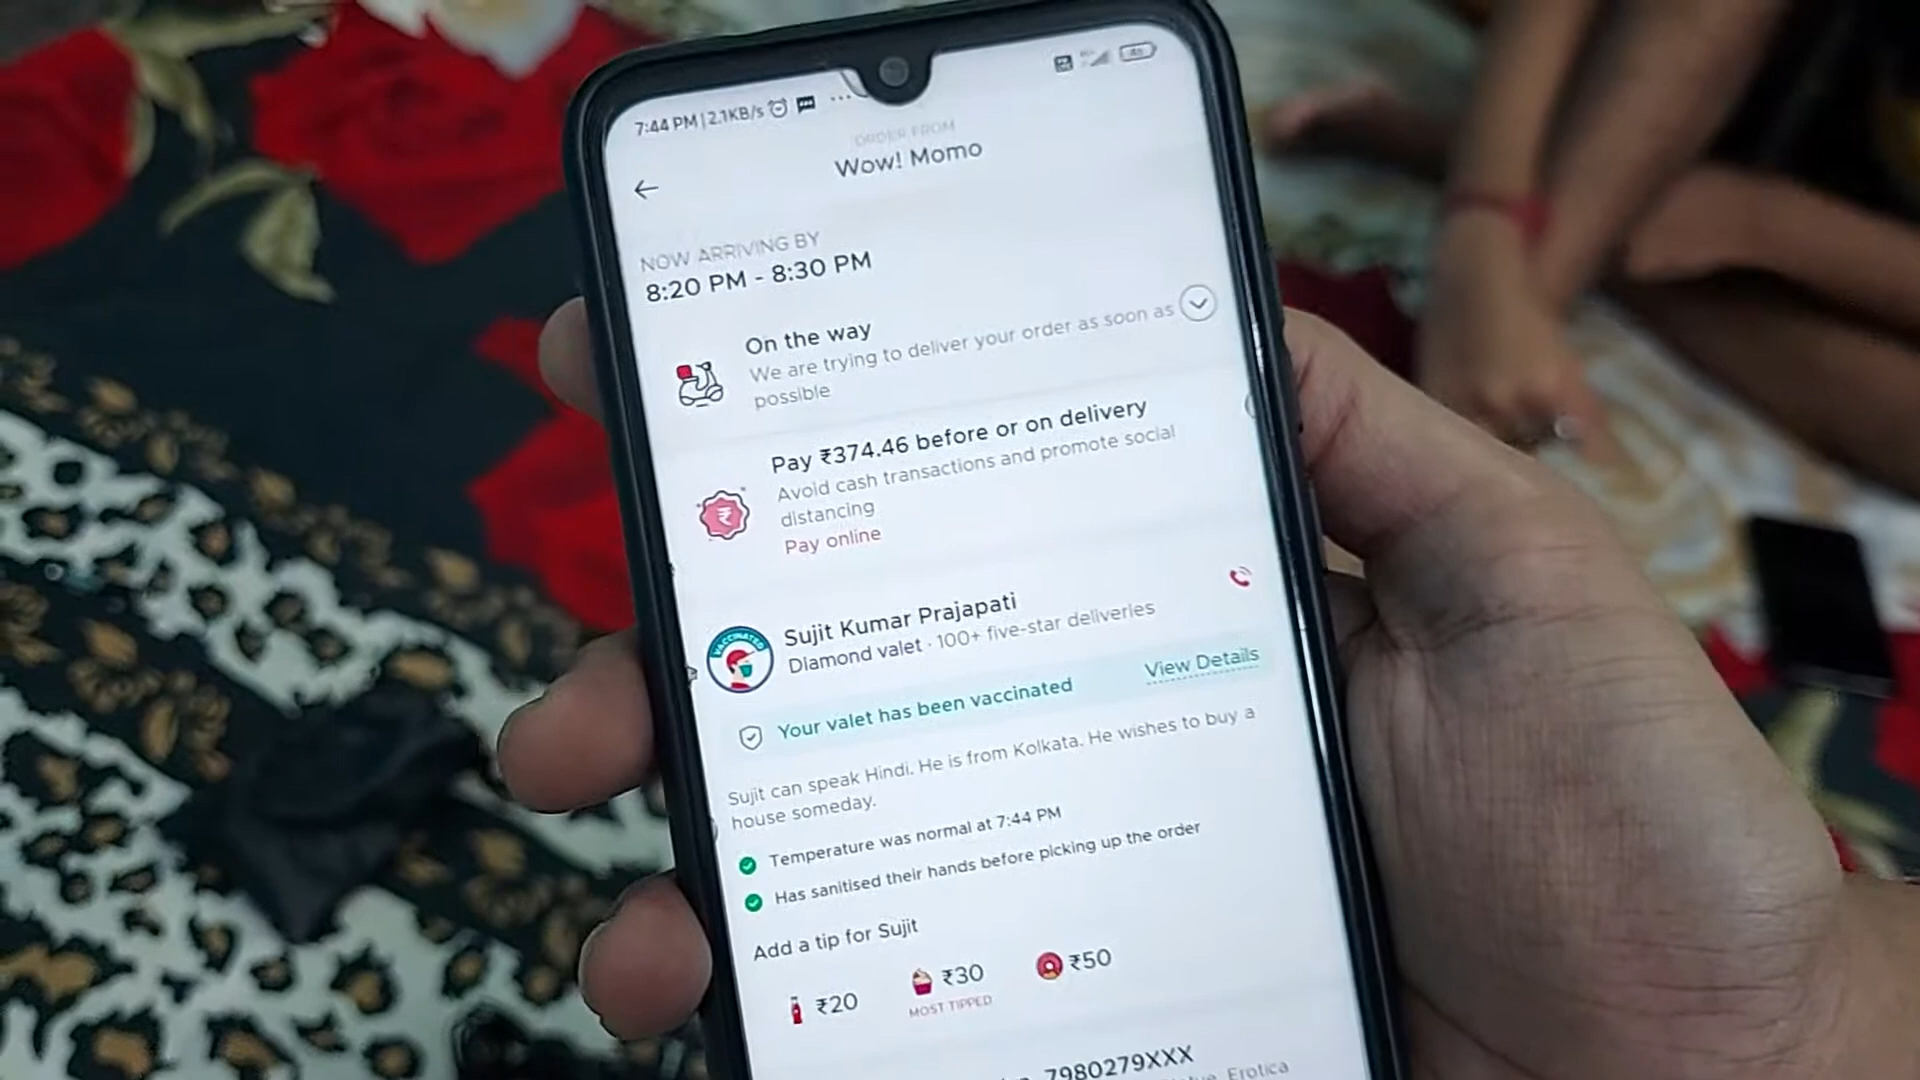 7:44 PM | 2.1KB/s ...
ORDER FROM
Wow! Momo
NOW ARRIVING BY
8:20 PM - 8:30 PM
On the way
We are trying to deliver your order as soon as
possible
Pay ₹374.46 before or on delivery
Avoid cash transactions and promote social
distancing
Pay online
VACCINATED
Sujit Kumar Prajapati
Diamond valet · 100+ five-star deliveries
Your valet has been vaccinated
View Details
Sujit can speak Hindi. He is from Kolkata. He wishes to buy a
house someday.
Temperature was normal at 7:44 PM
Has sanitised their hands before picking up the order
Add a tip for Sujit
₹20
₹30
MOST TIPPED
₹50
7980279XXX
Erotica